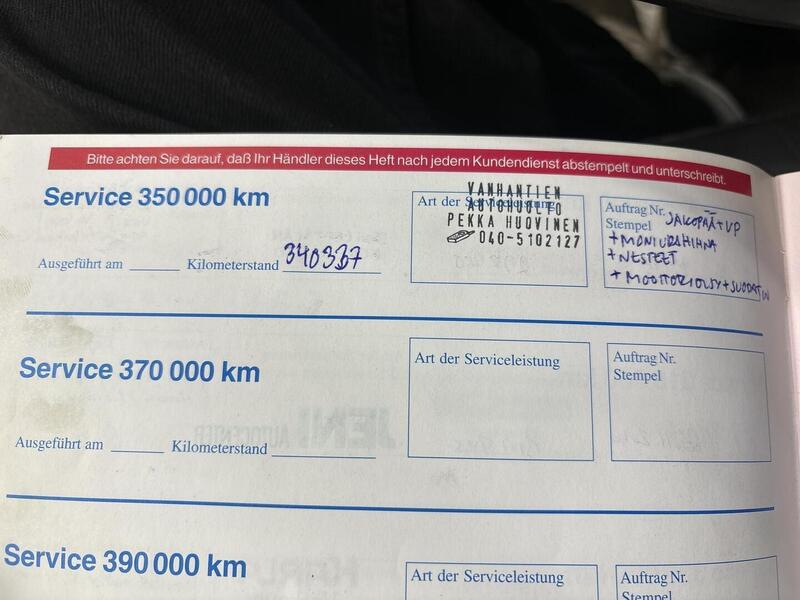 Bitte achten Sie darauf, daß Ihr Händler dieses Heft nach jedem Kundendienst abstempelt und unterschreibt.
Service 350 000 km
Ausgeführt am
Kilometerstand 340337
Art der Serviceleistung
VANHANTIEN
AUTOHUOLTO
PEKKA HUOVINEN
040-5102127
Auftrag Nr.
Stempel
JAKOPÄÄ + VP
+ MONIURAHIHNA
+ NESTEET
+ MOOTTORIÖLJY + SUODATIN
Service 370 000 km
Ausgeführt am
Kilometerstand
Art der Serviceleistung
Auftrag Nr.
Stempel
Service 390 000 km
Art der Serviceleistung
Auftrag Nr.
Stempel